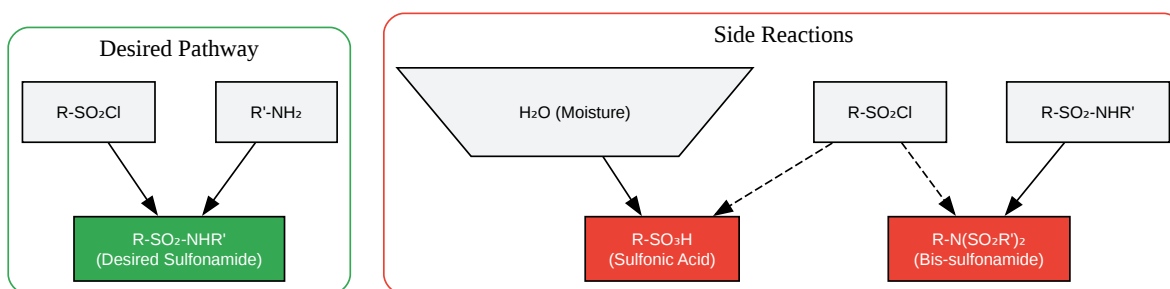 Desired Pathway
R-SO₂Cl
R'-NH₂
R-SO₂-NHR'
(Desired Sulfonamide)
Side Reactions
H₂O (Moisture)
R-SO₂Cl
R-SO₂-NHR'
R-SO₃H
(Sulfonic Acid)
R-N(SO₂R')₂
(Bis-sulfonamide)